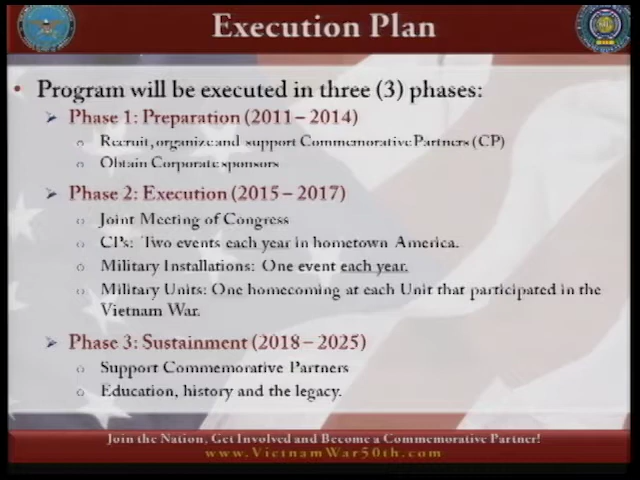 Execution Plan
• Program will be executed in three (3) phases:
➢ Phase 1: Preparation (2011 – 2014)
o Recruit, organize and support Commemorative Partners (CP)
o Obtain Corporate sponsors
➢ Phase 2: Execution (2015 – 2017)
o Joint Meeting of Congress
o CPs: Two events each year in hometown America.
o Military Installations: One event each year.
o Military Units: One homecoming at each Unit that participated in the
Vietnam War.
➢ Phase 3: Sustainment (2018 – 2025)
o Support Commemorative Partners
o Education, history and the legacy.
Join the Nation, Get Involved and Become a Commemorative Partner!
www.VietnamWar50th.com